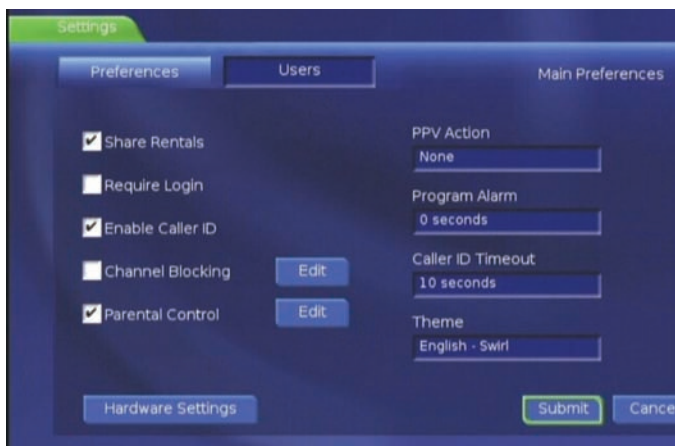 Settings
Preferences
Users
Main Preferences
Share Rentals
Require Login
Enable Caller ID
Channel Blocking
Edit
Parental Control
Edit
PPV Action
None
Program Alarm
0 seconds
Caller ID Timeout
10 seconds
Theme
English - Swirl
Hardware Settings
Submit
Cance